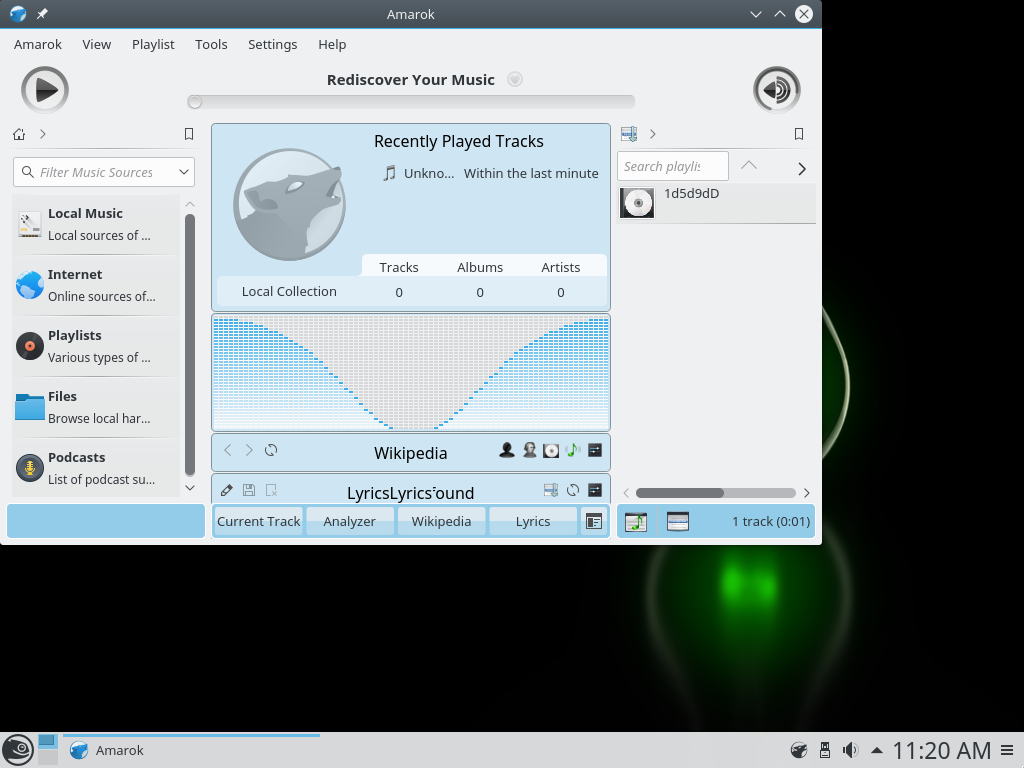 Amarok
Amarok View Playlist Tools Settings Help
Rediscover Your Music
Filter Music Sources
Local Music
Local sources of ...
Internet
Online sources of...
Playlists
Various types of ...
Files
Browse local har...
Podcasts
List of podcast su...
Recently Played Tracks
Unkno... Within the last minute
Tracks Albums Artists
Local Collection 0 0 0
Wikipedia
Current Track Analyzer Wikipedia Lyrics
Search playli
1d5d9dD
1 track (0:01)
Amarok
11:20 AM